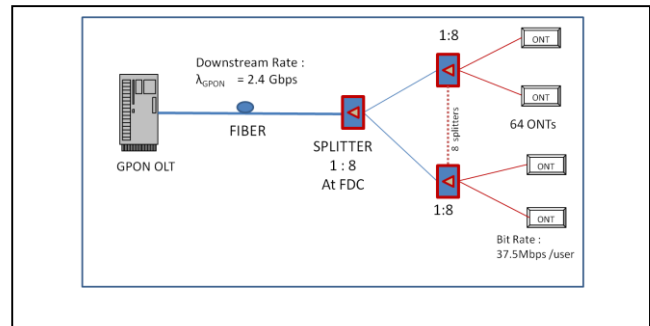 1:8
ONT
Downstream Rate :
λGPON = 2.4 Gbps
ONT
8 splitters
64 ONTs
FIBER
SPLITTER
1 : 8
At FDC
GPON OLT
ONT
1:8
ONT
Bit Rate :
37.5Mbps /user